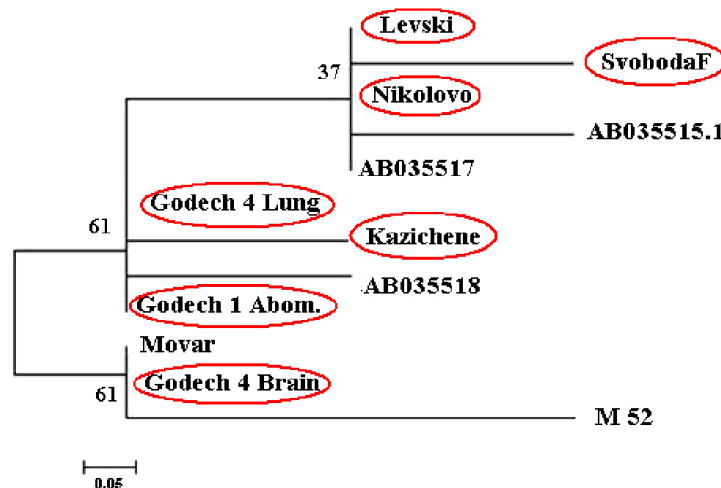 Levski
37
SvobodaF
Nikolovo
AB035515.1
AB035517
Godech 4 Lung
61
Kazichene
AB035518
Godech 1 Abom.
Movar
Godech 4 Brain
61
M 52
0.05